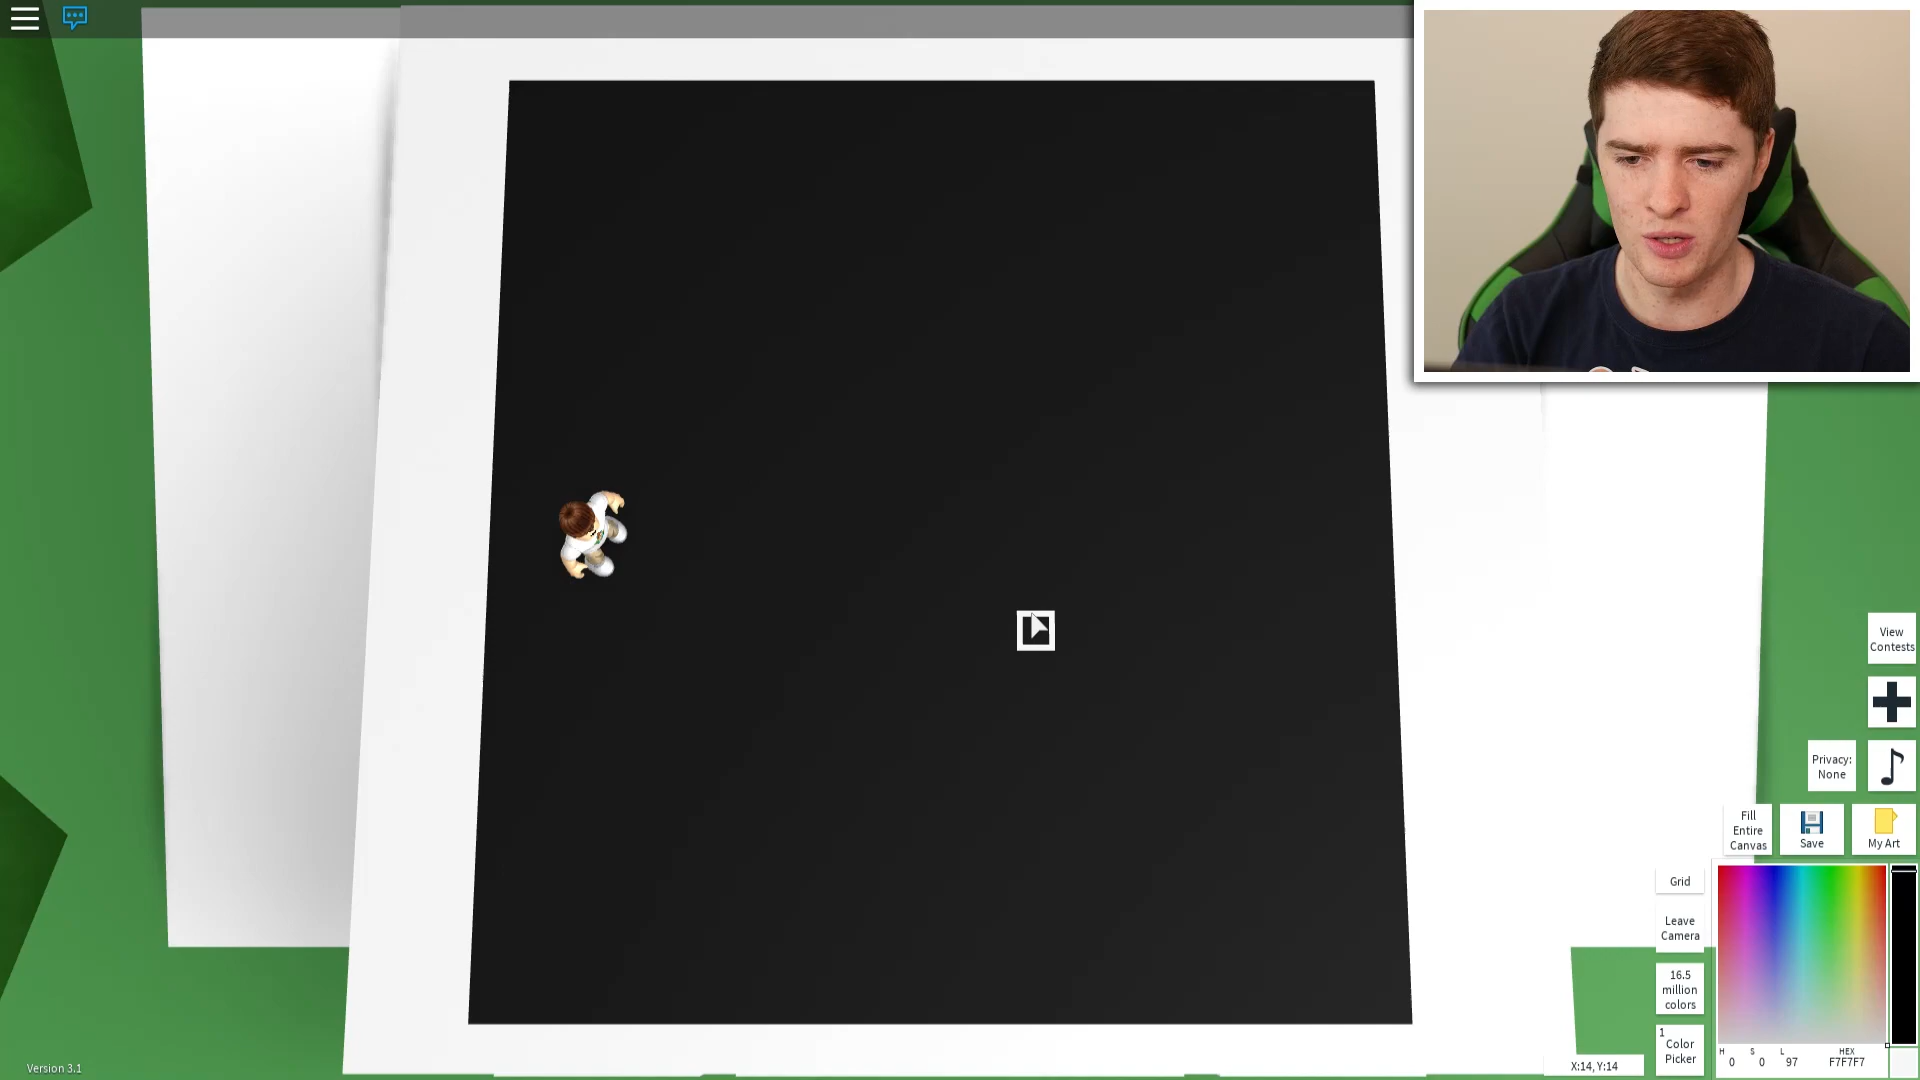 View
Contests
Privacy:
None
Fill
Entire
Canvas
Save
My Art
Grid
Leave
Camera
16.5
million
colors
1
Color
Picker
H S L HEX
0 0 97 F7F7F7
X:14, Y:14
Version 3.1